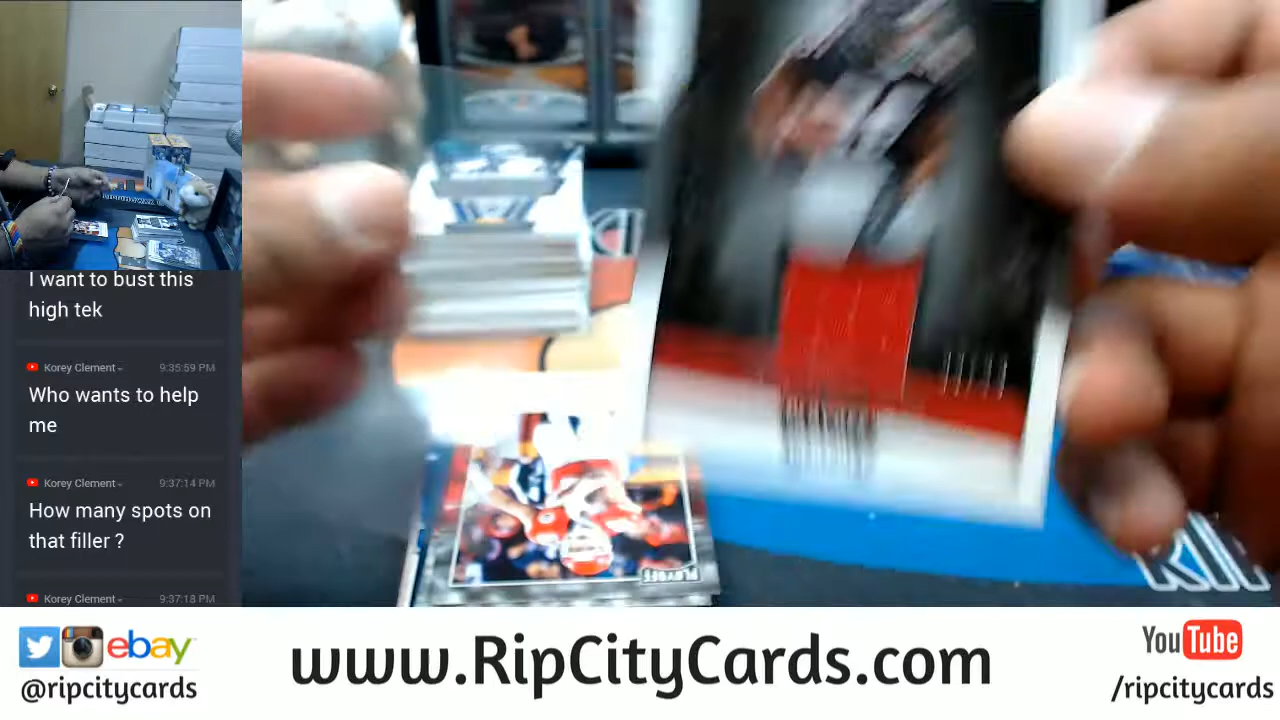 I want to bust this
high tek
Korey Clement 9:35:59 PM
Who wants to help
me
Korey Clement 9:37:14 PM
How many spots on
that filler ?
Korey Clement 9:37:18 PM
PLAYOFF
RIP
ebay
@ripcitycards
www.RipCityCards.com
YouTube
/ripcitycards